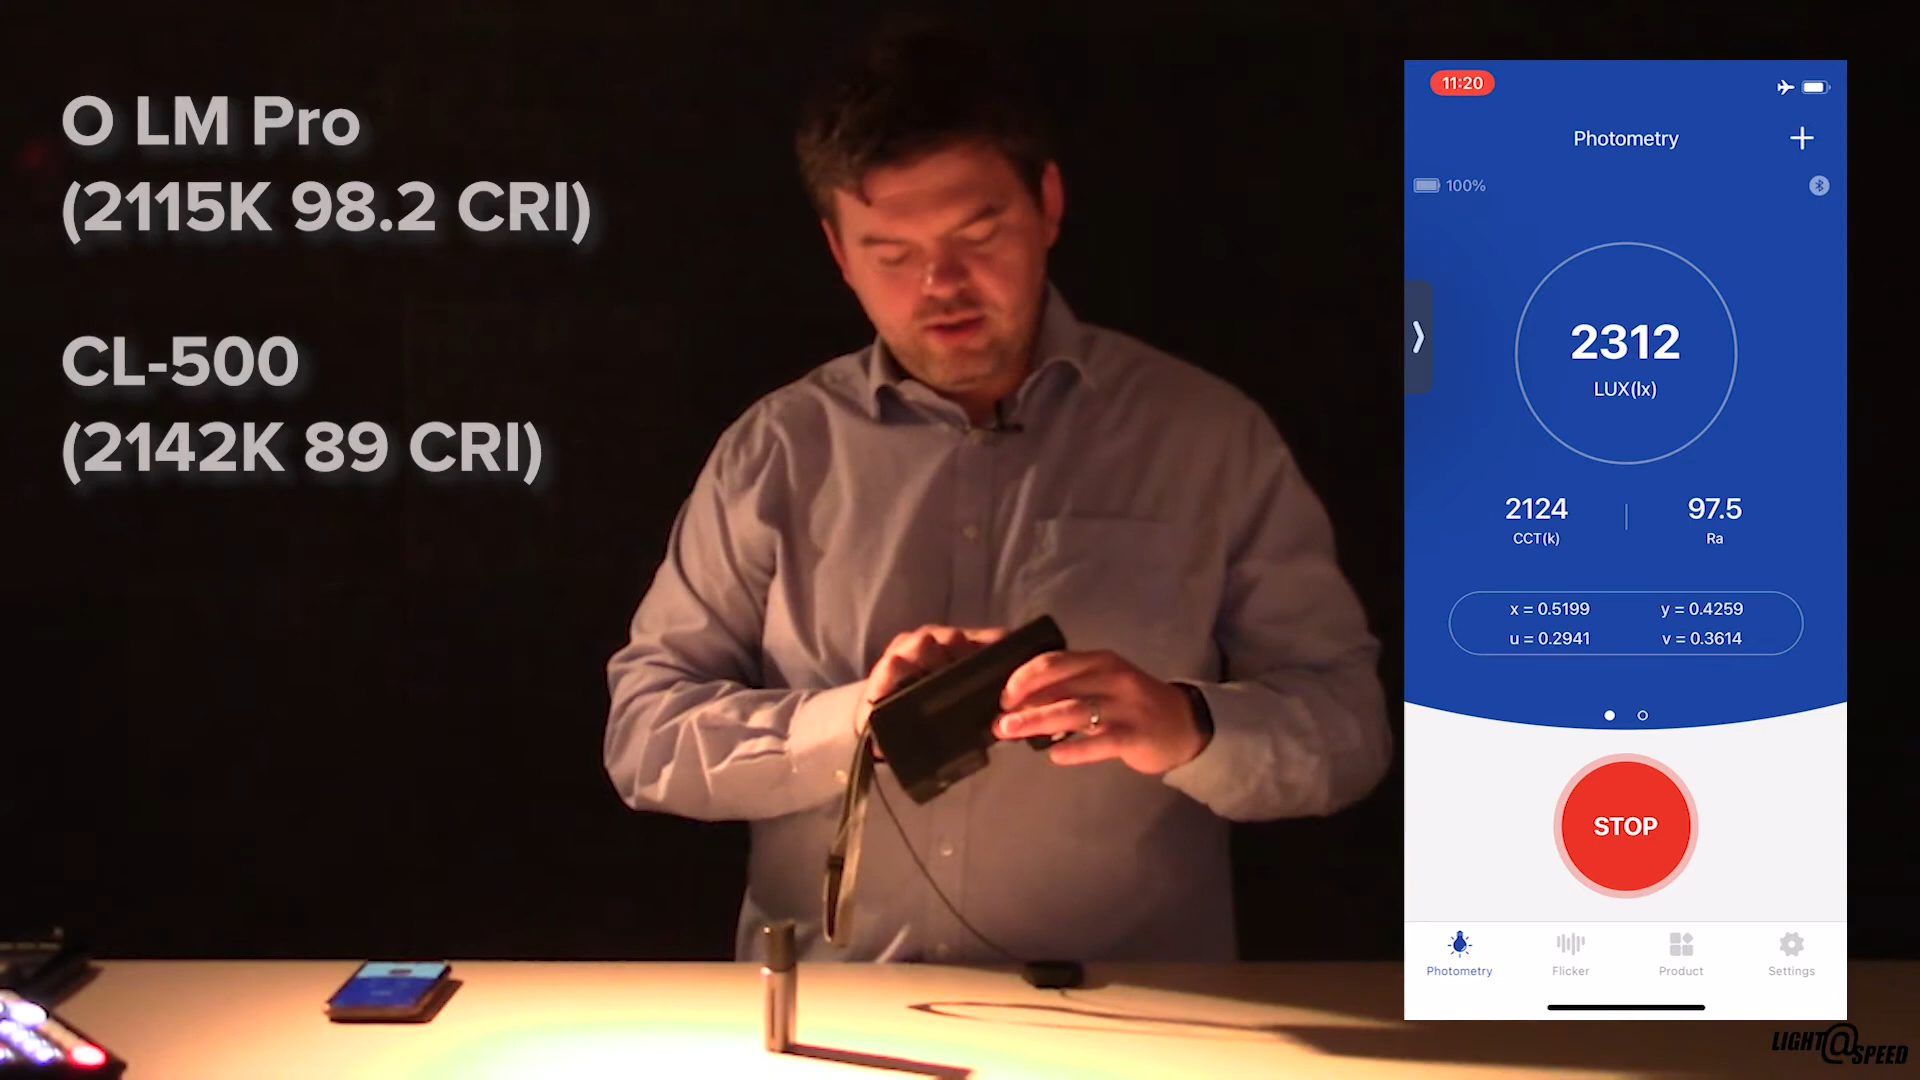 O LM Pro
(2115K 98.2 CRI)
CL-500
(2142K 89 CRI)
11:20
Photometry
100%
2312
LUX(lx)
2124
CCT(k)
97.5
Ra
x = 0.5199 y = 0.4259
u = 0.2941 v = 0.3614
STOP
Photometry Flicker Product Settings
LIGHT@SPEED